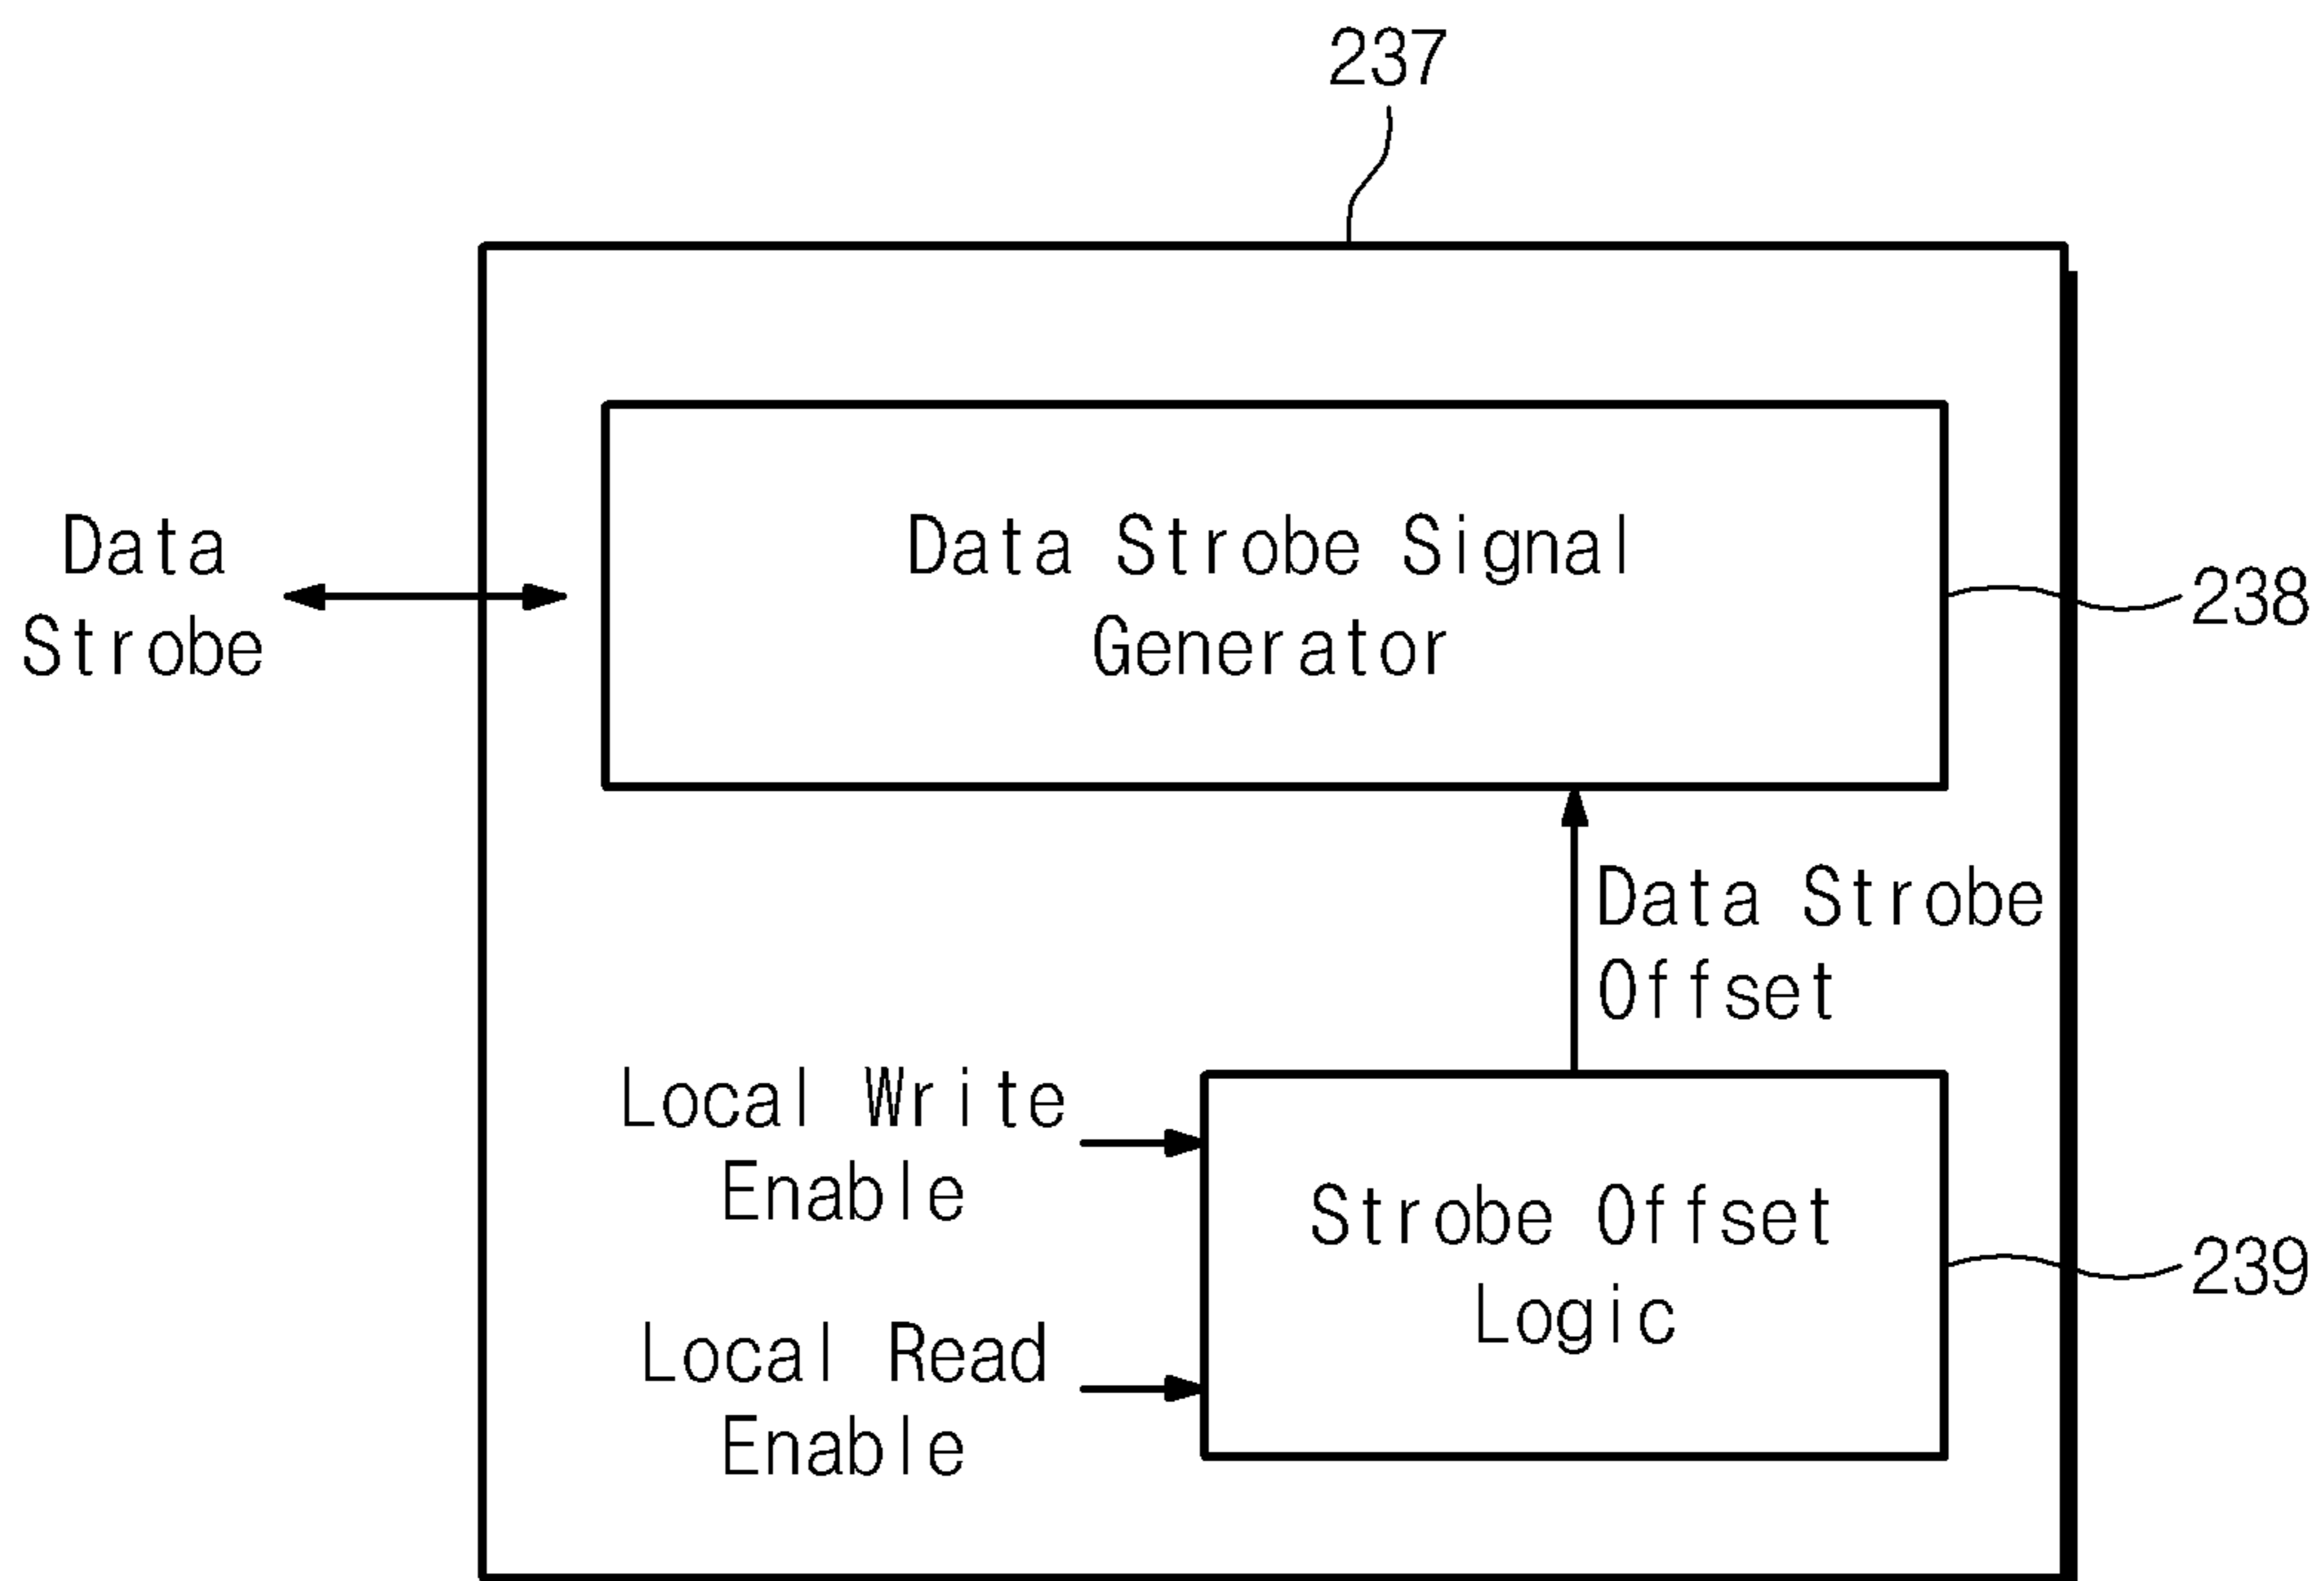 237
Data Strobe Signal
Generator
Data
Strobe
238
Data Strobe
Offset
Local Write
Enable
Strobe Offset
Logic
Local Read
Enable
239